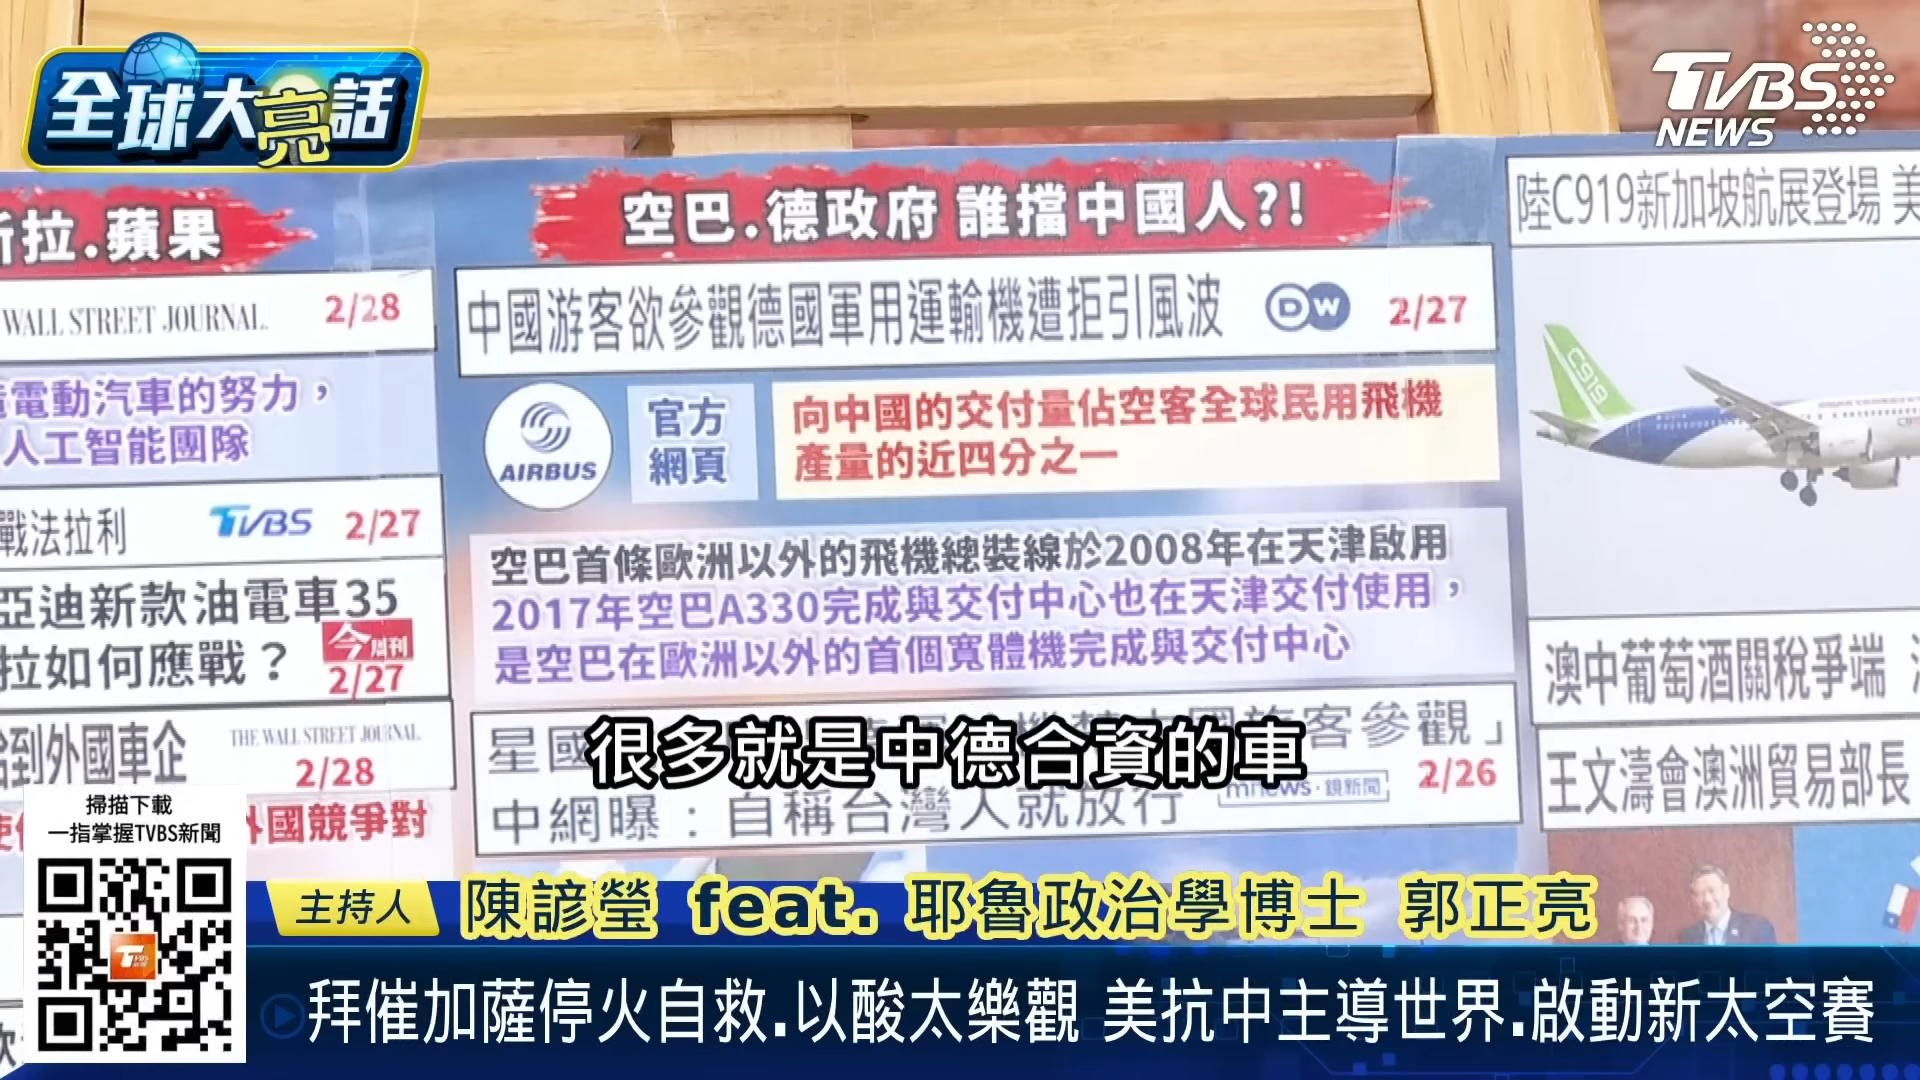 全球大亮話
TVBS
NEWS
斯拉.蘋果
WALL STREET JOURNAL. 2/28
電動汽車的努力，
人工智能團隊
戰法拉利 TVBS 2/27
亞迪新款油電車35
拉如何應戰？ 今周刊
2/27
到外國車企 THE WALL STREET JOURNAL.
2/28
外國競爭對
空巴.德政府 誰擋中國人?!
中國游客欲參觀德國軍用運輸機遭拒引風波 DW 2/27
AIRBUS
官方
網頁
向中國的交付量佔空客全球民用飛機
產量的近四分之一
空巴首條歐洲以外的飛機總裝線於2008年在天津啟用
2017年空巴A330完成與交付中心也在天津交付使用，
是空巴在歐洲以外的首個寬體機完成與交付中心
星國
客參觀」
中網曝：自稱台灣人就放行 mnews·鏡新聞 2/26
陸C919新加坡航展登場 美
C919
澳中葡萄酒關稅爭端
王文濤會澳洲貿易部長
很多就是中德合資的車
掃描下載
一指掌握TVBS新聞
主持人 陳諺瑩 feat. 耶魯政治學博士 郭正亮
拜催加薩停火自救.以酸太樂觀 美抗中主導世界.啟動新太空賽